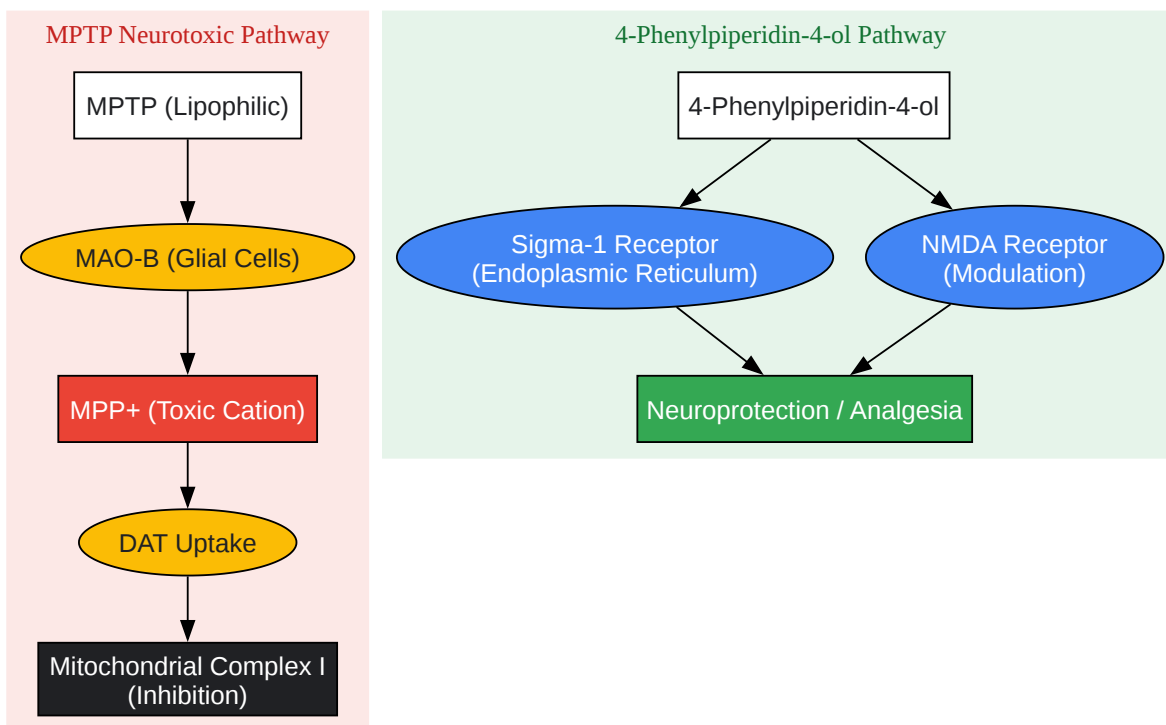 MPTP Neurotoxic Pathway
MPTP (Lipophilic)
MAO-B (Glial Cells)
MPP+ (Toxic Cation)
DAT Uptake
Mitochondrial Complex I
(Inhibition)
4-Phenylpiperidin-4-ol Pathway
4-Phenylpiperidin-4-ol
Sigma-1 Receptor
(Endoplasmic Reticulum)
NMDA Receptor
(Modulation)
Neuroprotection / Analgesia